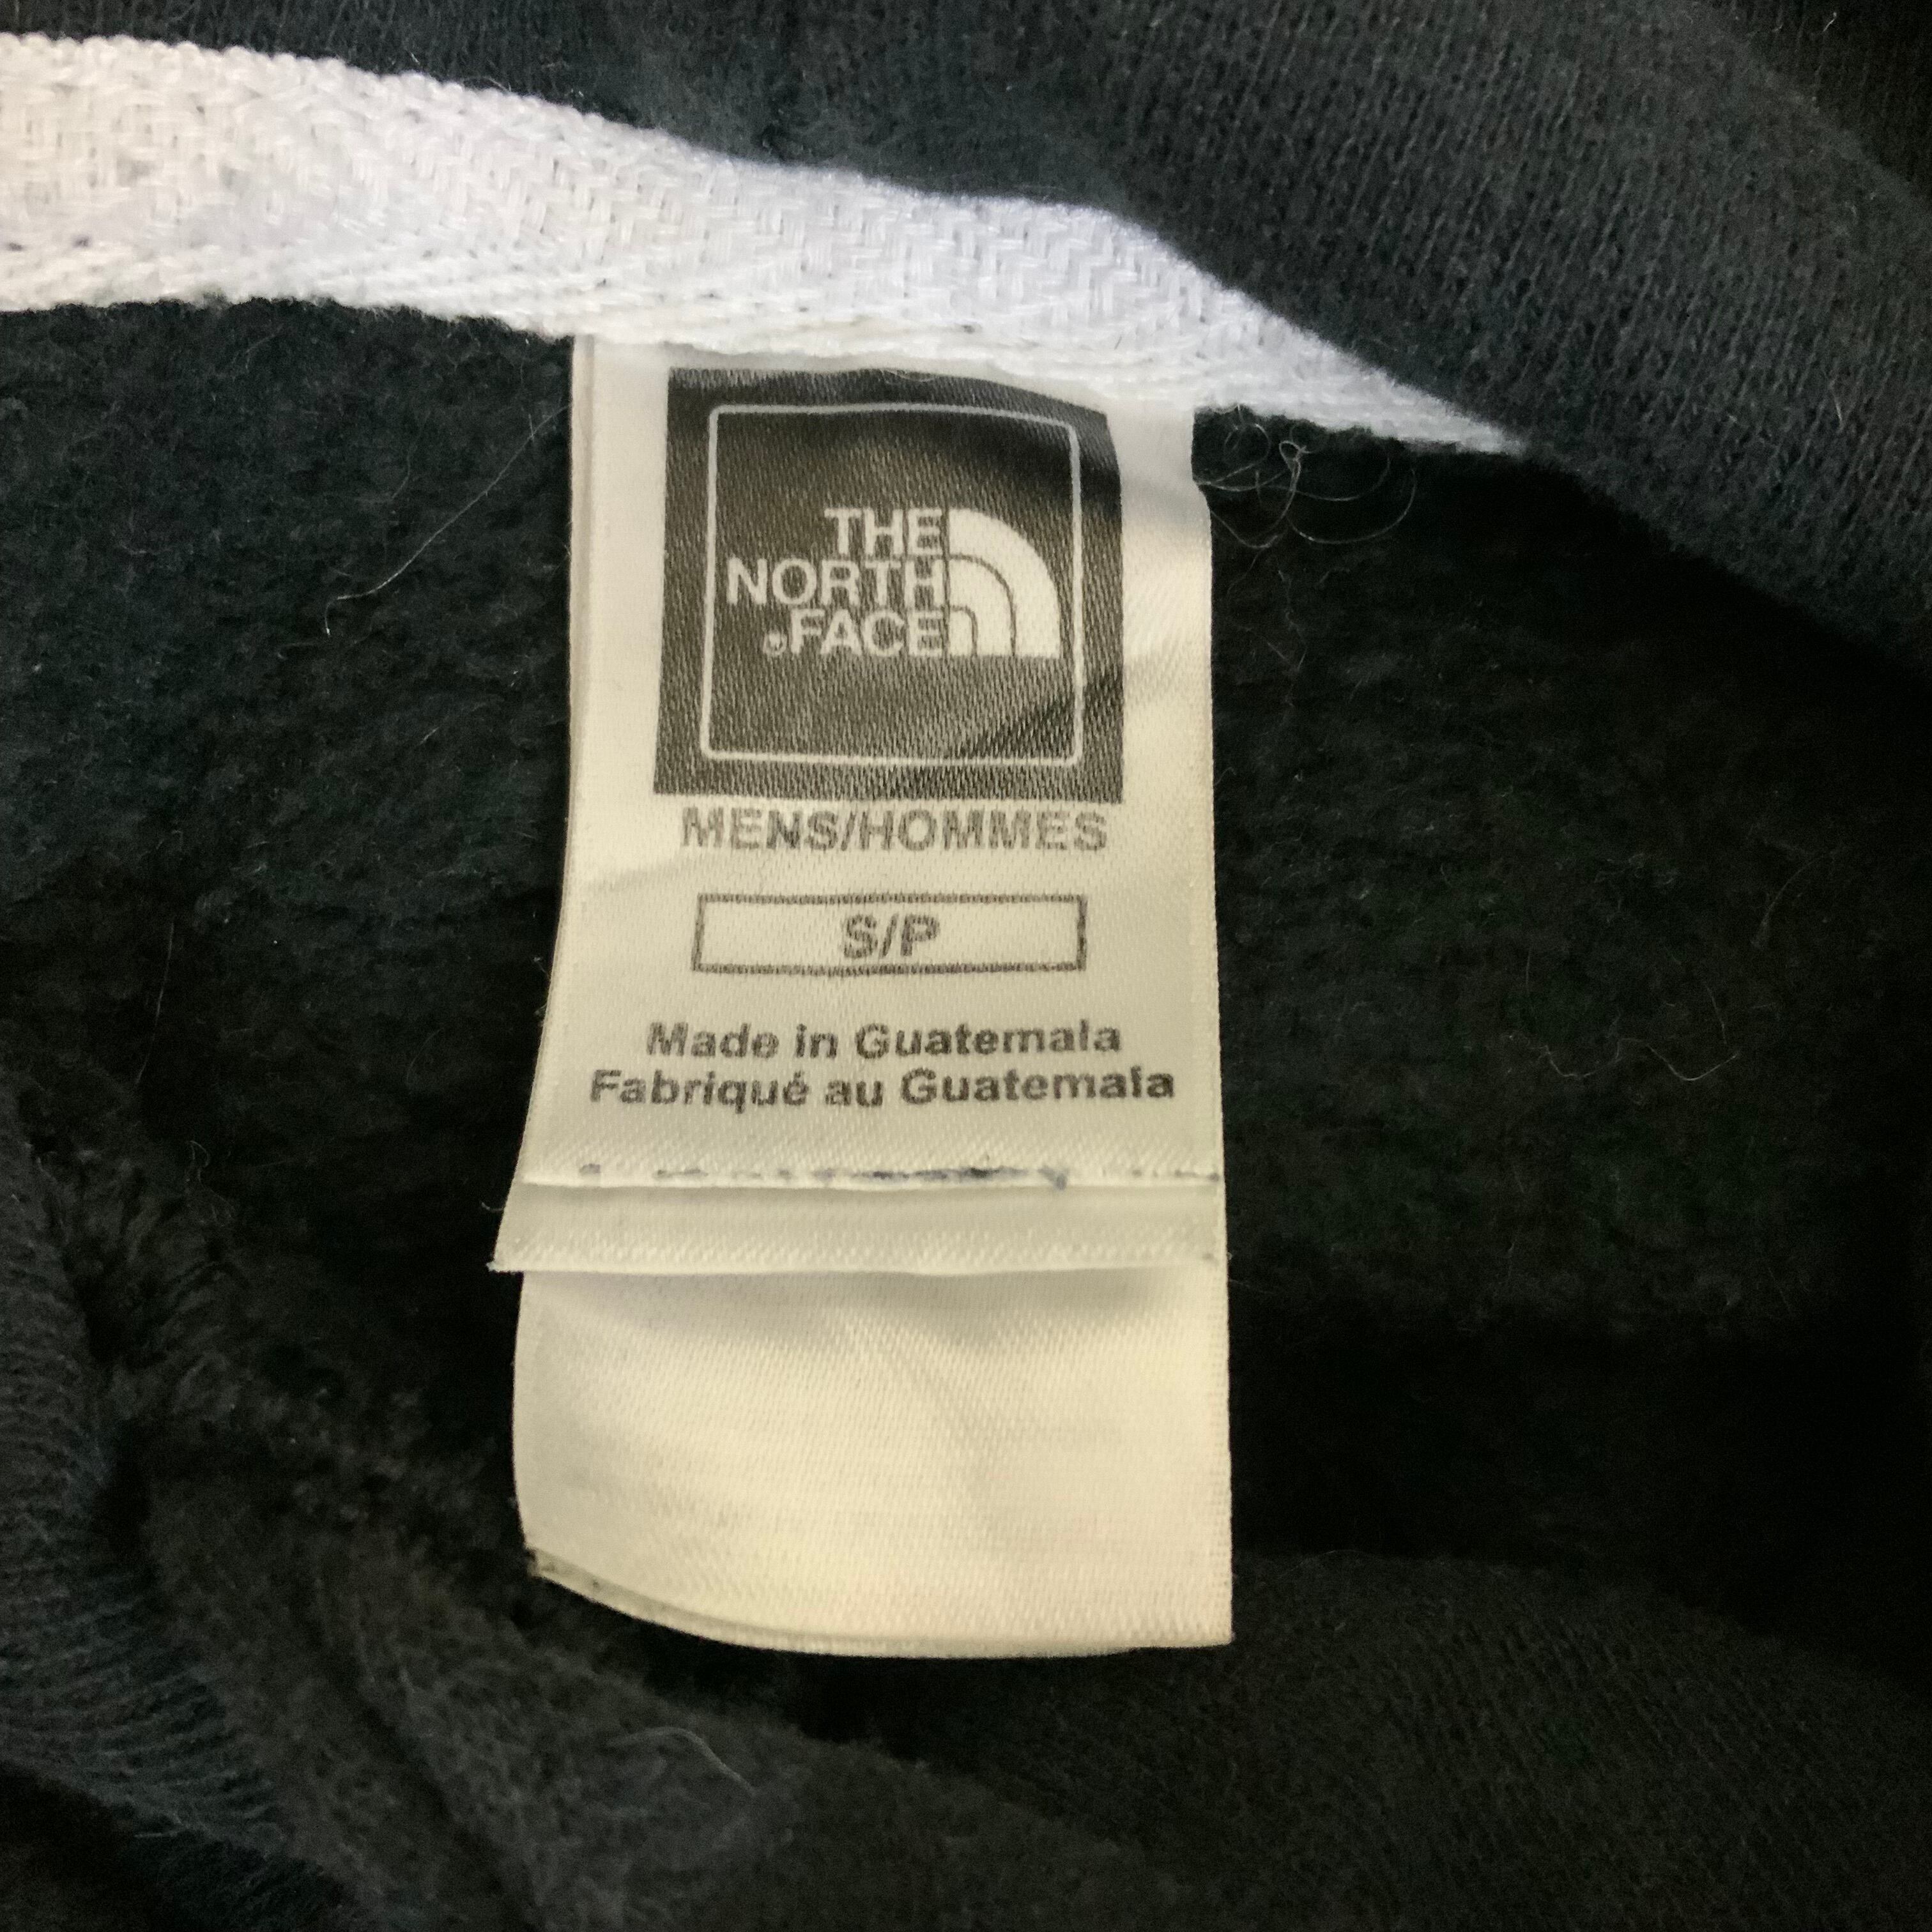 THE
NORTH
®FACE
MENS/HOMMES
S/P
Made in Guatemala
Fabriqué au Guatemala